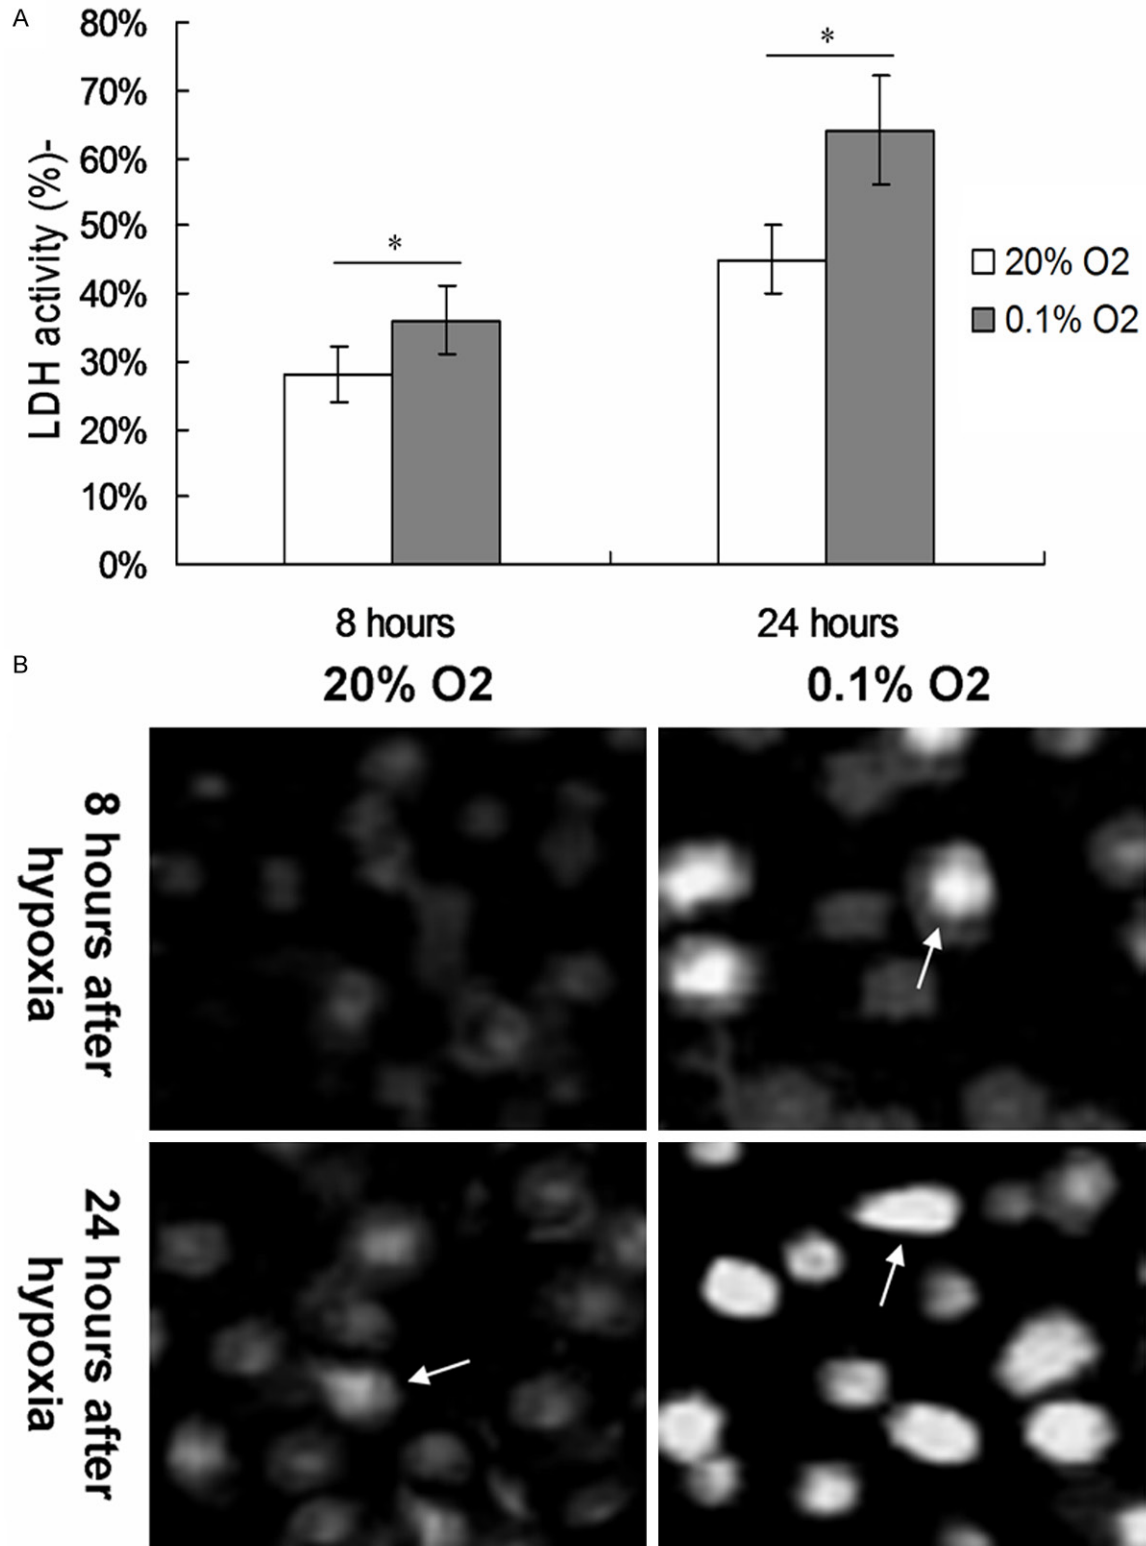 A
80%
70%
60%
50%
40%
30%
20%
10%
0%
LDH activity (%)-
*
*
20% O2
0.1% O2
8 hours
24 hours
B
20% O2
0.1% O2
8 hours after
hypoxia
24 hours after
hypoxia